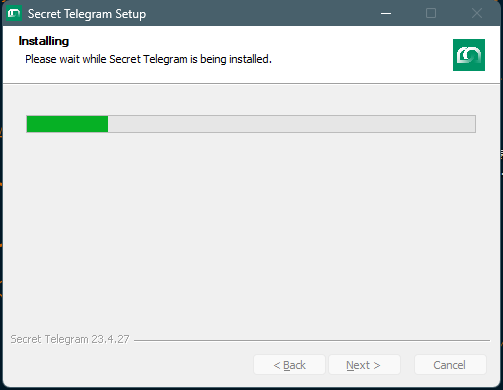 Secret Telegram Setup
Installing
Please wait while Secret Telegram is being installed.
Secret Telegram 23.4.27
< Back
Next >
Cancel